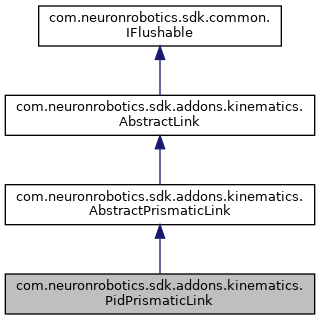 com.neuronrobotics.sdk.common.
IFlushable
com.neuronrobotics.sdk.addons.kinematics.
AbstractLink
com.neuronrobotics.sdk.addons.kinematics.
AbstractPrismaticLink
com.neuronrobotics.sdk.addons.kinematics.
PidPrismaticLink